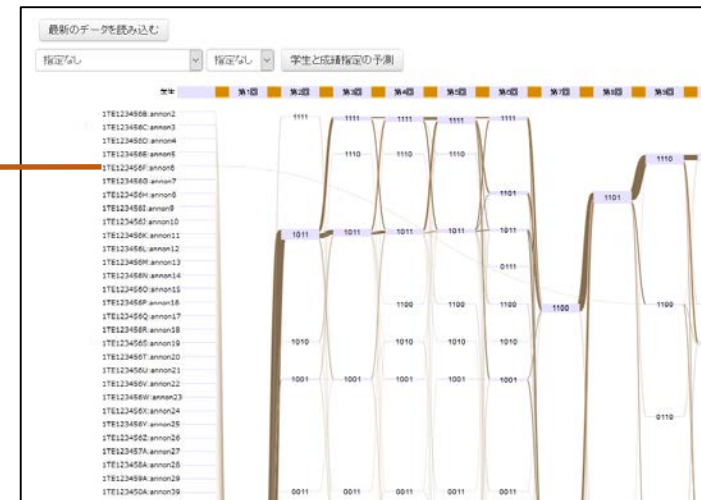 最新のデータを読み込む
指定なし 指定なし 学生と成績指定の予測
学生 第1回 第2回 第3回 第4回 第5回 第6回 第7回 第8回 第9回
1TE123456B:annon2 1111 1111 1111 1111 1111
1TE123456C:annon3
1TE123456D:annon4
1TE123456E:annon5 1110 1110 1110 1110
1TE123456F:annon6
1TE123456G:annon7
1TE123456H:annon8 1101 1101
1TE123456I:annon9
1TE123456J:annon10
1TE123456K:annon11 1011 1011 1011 1011 1011
1TE123456L:annon12
1TE123456M:annon13 0111
1TE123456N:annon14
1TE123456O:annon15
1TE123456P:annon16 1100 1100 1100 1100 1100
1TE123456Q:annon17
1TE123456R:annon18
1TE123456S:annon19 1010 1010 1010 1010
1TE123456T:annon20
1TE123456U:annon21
1TE123456V:annon22 1001 1001 1001 1001 1001
1TE123456W:annon23
1TE123456X:annon24 0110
1TE123456Y:annon25
1TE123456Z:annon26
1TE123457A:annon27
1TE123458A:annon28
1TE123459A:annon29
1TE123450A:annon39 0011 0011 0011 0011 0011